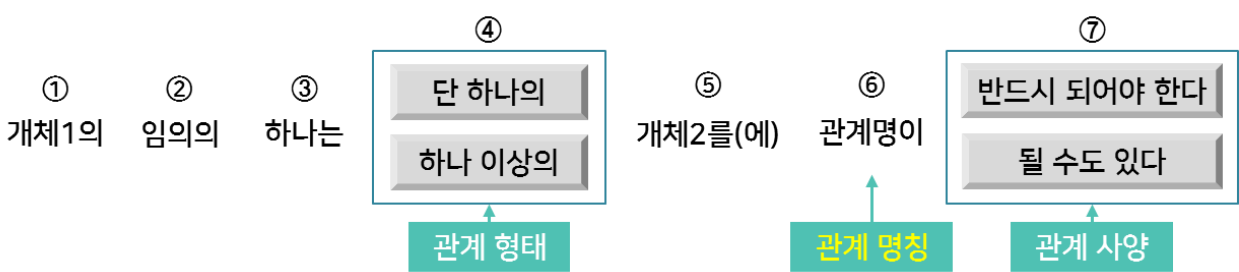 ④ ⑦
① ② ③ 단 하나의 ⑤ ⑥ 반드시 되어야 한다
개체1의 임의의 하나는 하나 이상의 개체2를(에) 관계명이 될 수도 있다
관계 형태 관계 명칭 관계 사양